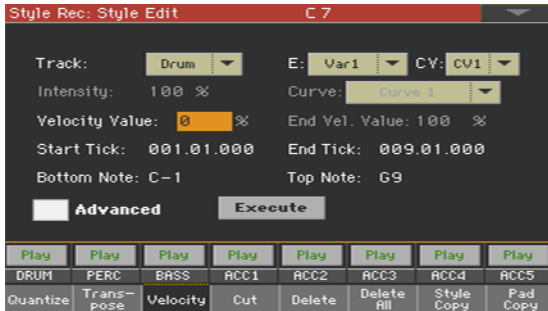 Style Rec: Style Edit C 7
Track: Drum E: Var1 CV: CV1
Intensity: 100 % Curve: Curve 1
Velocity Value: 0 % End Vel. Value: 100 %
Start Tick: 001.01.000 End Tick: 009.01.000
Bottom Note: C-1 Top Note: G9
Advanced Execute
Play Play Play Play Play Play Play Play
DRUM PERC BASS ACC1 ACC2 ACC3 ACC4 ACC5
Quantize Trans- Velocity Cut Delete Delete Style Pad
pose All Copy Copy